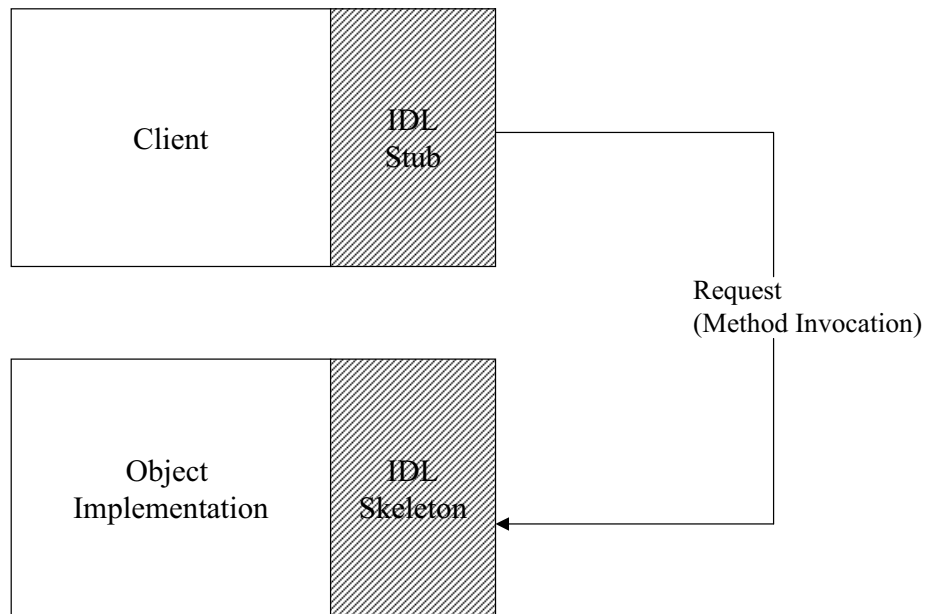 Client
IDL
Stub
Request
(Method Invocation)
Object
Implementation
IDL
Skeleton